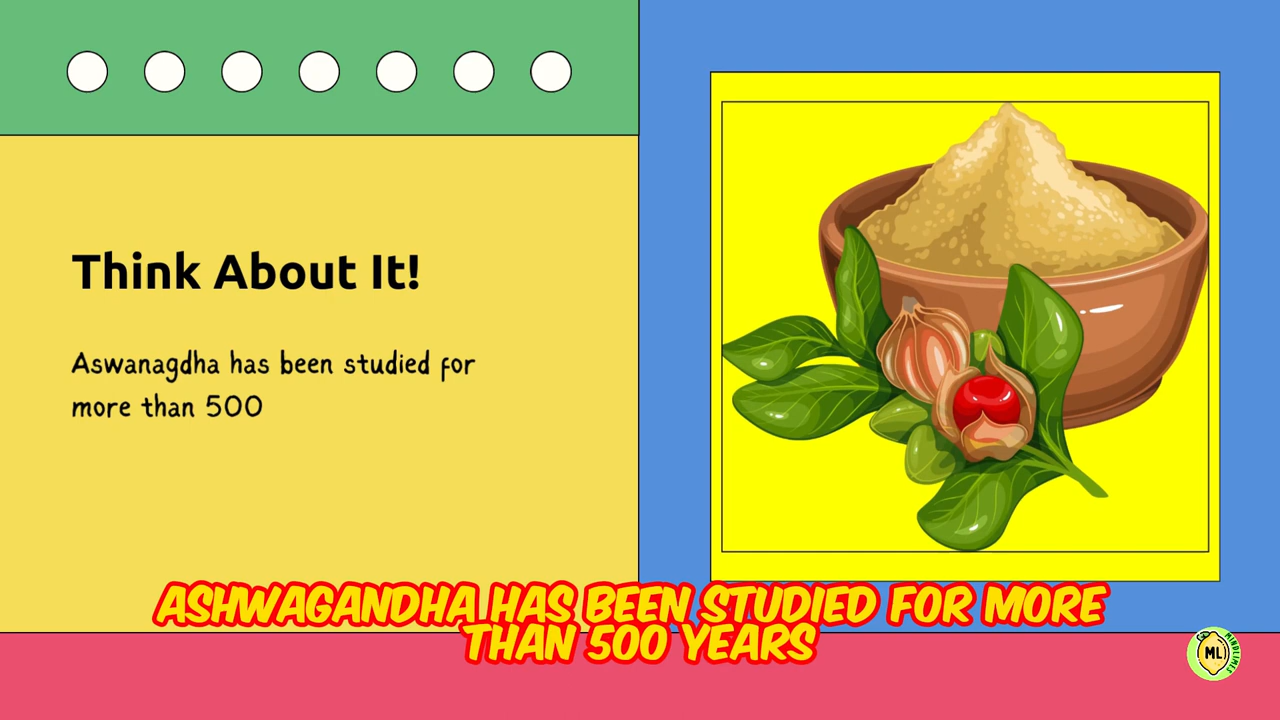 Think About It!
Aswanagdha has been studied for
more than 500
ASHWAGANDHA HAS BEEN STUDIED FOR MORE
THAN 500 YEARS
ML
MINDLIMES